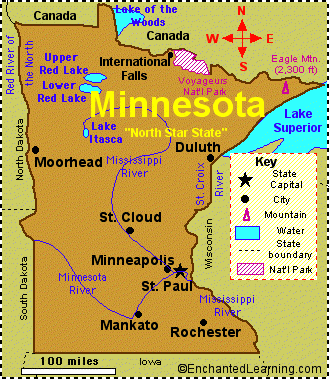 Canada
Lake of the
Woods
Canada
N
W E
S
Red River of
the North
International
Falls
Voyageurs
Nat'l Park
Eagle Mtn.
(2,300 ft)
Upper
Red Lake
Lower
Red Lake
Minnesota
"North Star State"
Lake
Itasca
Lake
Superior
North Dakota
Moorhead
Mississippi
River
Duluth
St. Croix
River
Key
State
Capital
City
Mountain
Water
State
boundary
Nat'l Park
St. Cloud
Wisconsin
Minneapolis
St. Paul
South Dakota
Minnesota
River
Mississippi
River
Mankato
Rochester
100 miles
Iowa
©EnchantedLearning.com